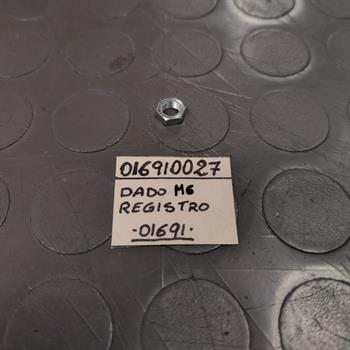 016910027
DADO M6
REGISTRO
-01691-